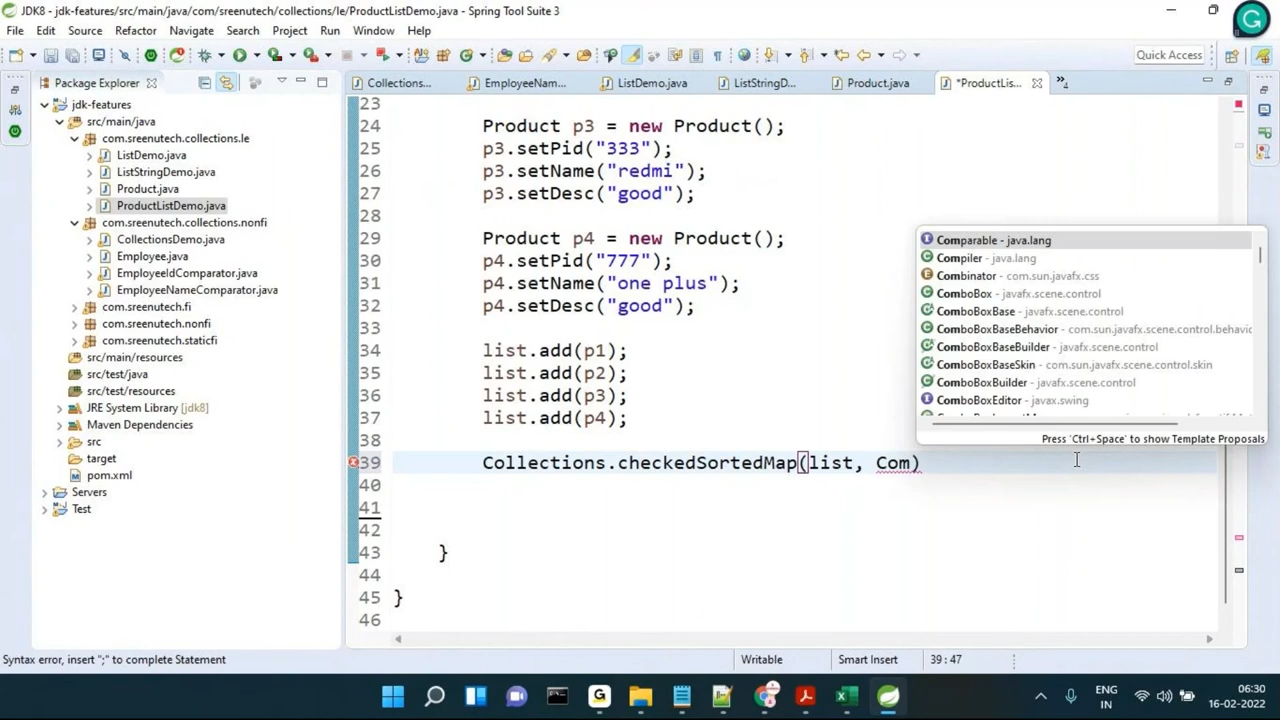 JDK8 - jdk-features/src/main/java/com/sreenutech/collections/le/ProductListDemo.java - Spring Tool Suite 3
File Edit Source Refactor Navigate Search Project Run Window Help
Quick Access
Package Explorer
Collections...
EmployeeNam...
ListDemo.java
ListStringD...
Product.java
*ProductLis...
»4
jdk-features
src/main/java
com.sreenutech.collections.le
ListDemo.java
ListStringDemo.java
Product.java
ProductListDemo.java
com.sreenutech.collections.nonfi
CollectionsDemo.java
Employee.java
EmployeeIdComparator.java
EmployeeNameComparator.java
com.sreenutech.fi
com.sreenutech.nonfi
com.sreenutech.staticfi
src/main/resources
src/test/java
src/test/resources
JRE System Library [jdk8]
Maven Dependencies
src
target
pom.xml
Servers
Test
23
24 Product p3 = new Product();
25 p3.setPid("333");
26 p3.setName("redmi");
27 p3.setDesc("good");
28
29 Product p4 = new Product();
30 p4.setPid("777");
31 p4.setName("one plus");
32 p4.setDesc("good");
33
34 list.add(p1);
35 list.add(p2);
36 list.add(p3);
37 list.add(p4);
38
39 Collections.checkedSortedMap(list, Com)
40
41
42
43 }
44
45 }
46
Comparable - java.lang
Compiler - java.lang
Combinator - com.sun.javafx.css
ComboBox - javafx.scene.control
ComboBoxBase - javafx.scene.control
ComboBoxBaseBehavior - com.sun.javafx.scene.control.behavio
ComboBoxBaseBuilder - javafx.scene.control
ComboBoxBaseSkin - com.sun.javafx.scene.control.skin
ComboBoxBuilder - javafx.scene.control
ComboBoxEditor - javax.swing
Press 'Ctrl+Space' to show Template Proposals
Syntax error, insert ";" to complete Statement
Writable
Smart Insert
39 : 47
ENG
IN
06:30
16-02-2022